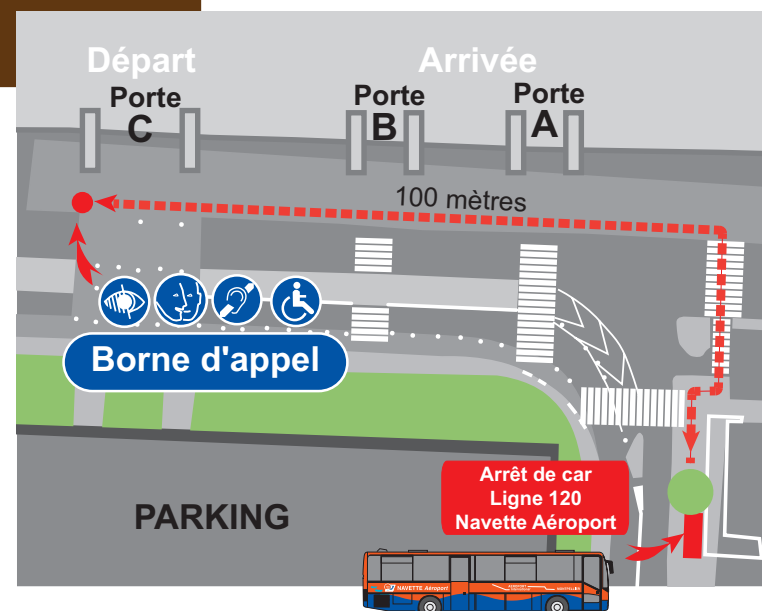 Départ
Arrivée
Porte
C
Porte
B
Porte
A
100 mètres
Borne d'appel
PARKING
Arrêt de car
Ligne 120
Navette Aéroport
NAVETTE Aéroport